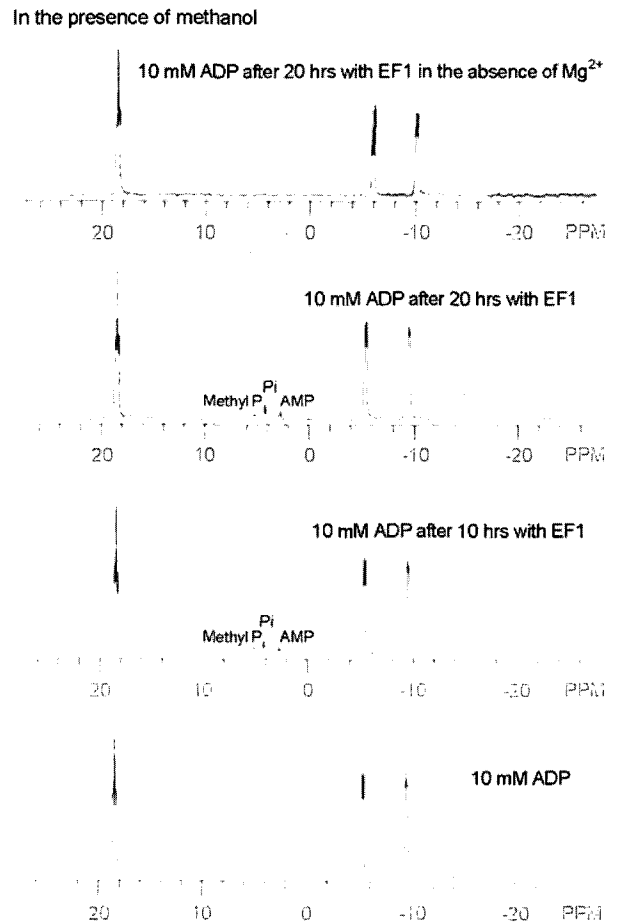 In the presence of methanol
10 mM ADP after 20 hrs with EF1 in the absence of Mg²⁺
20 10 0 -10 -20 PPM
10 mM ADP after 20 hrs with EF1
Pi
Methyl P AMP
20 10 0 -10 -20 PPM
10 mM ADP after 10 hrs with EF1
Pi
Methyl P AMP
20 10 0 -10 -20 PPM
10 mM ADP
20 10 0 -10 -20 PPM